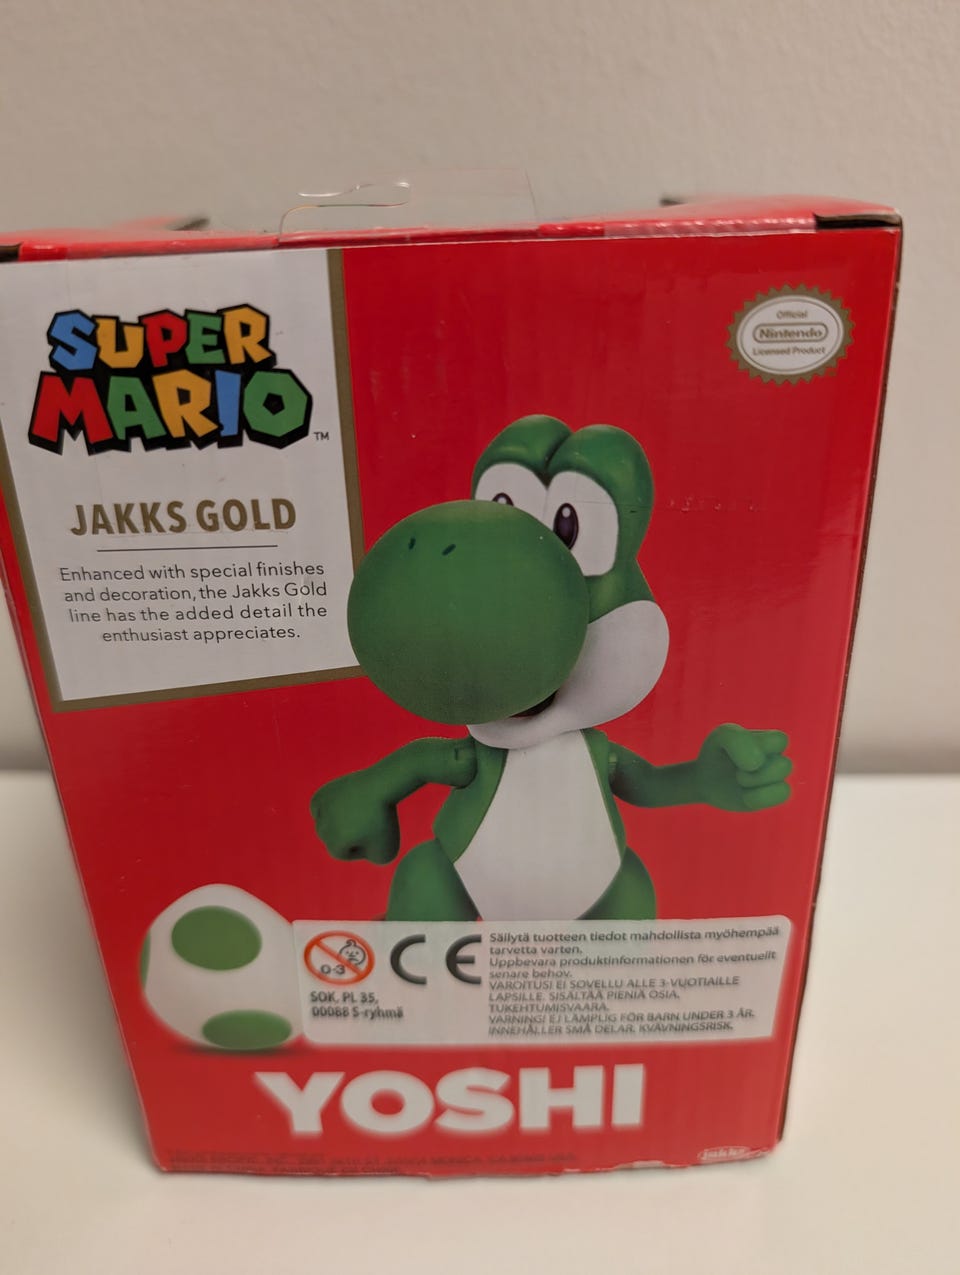 SUPER
MARIO™
JAKKS GOLD
Enhanced with special finishes
and decoration, the Jakks Gold
line has the added detail the
enthusiast appreciates.
Official
Nintendo
Licensed Product
0-3
CE
SOK, PL 35,
00088 S-ryhmä
Säilytä tuotteen tiedot mahdollista myöhempää
tarvetta varten.
Uppbevara produktinformationen för eventuellt
senare behov.
VAROITUS! EI SOVELLU ALLE 3-VUOTIAILLE
LAPSILLE. SISÄLTÄÄ PIENIÄ OSIA.
TUKEHTUMISVAARA.
VARNING! EJ LÄMPLIG FÖR BARN UNDER 3 ÅR.
INNEHÅLLER SMÅ DELAR. KVÄVNINGSRISK.
YOSHI
jakks